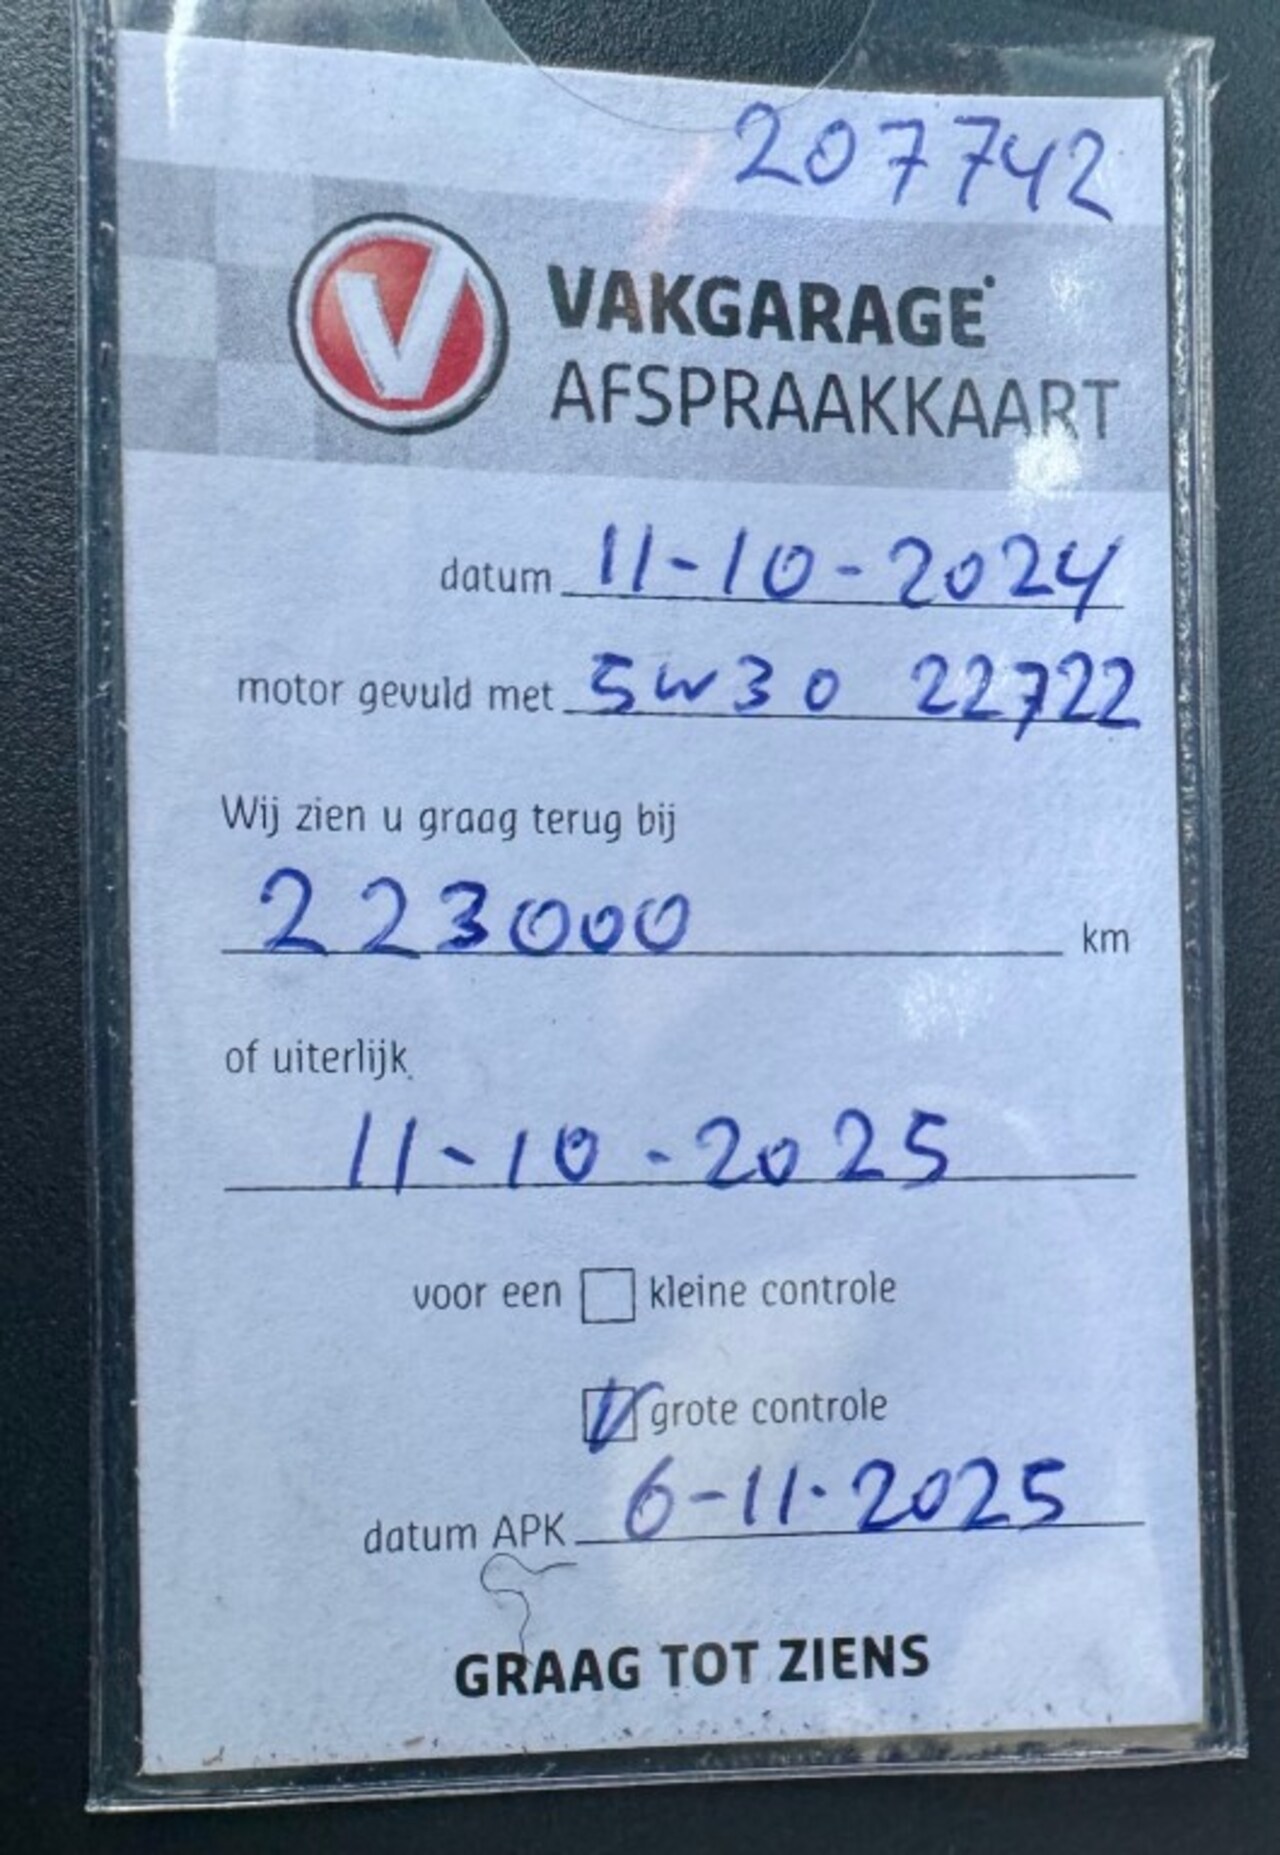 207742
V
VAKGARAGE
AFSPRAAKKAART
datum 11-10-2024
motor gevuld met 5w30 22722
Wij zien u graag terug bij
223000 km
of uiterlijk
11-10-2025
voor een kleine controle
grote controle
datum APK 6-11-2025
GRAAG TOT ZIENS